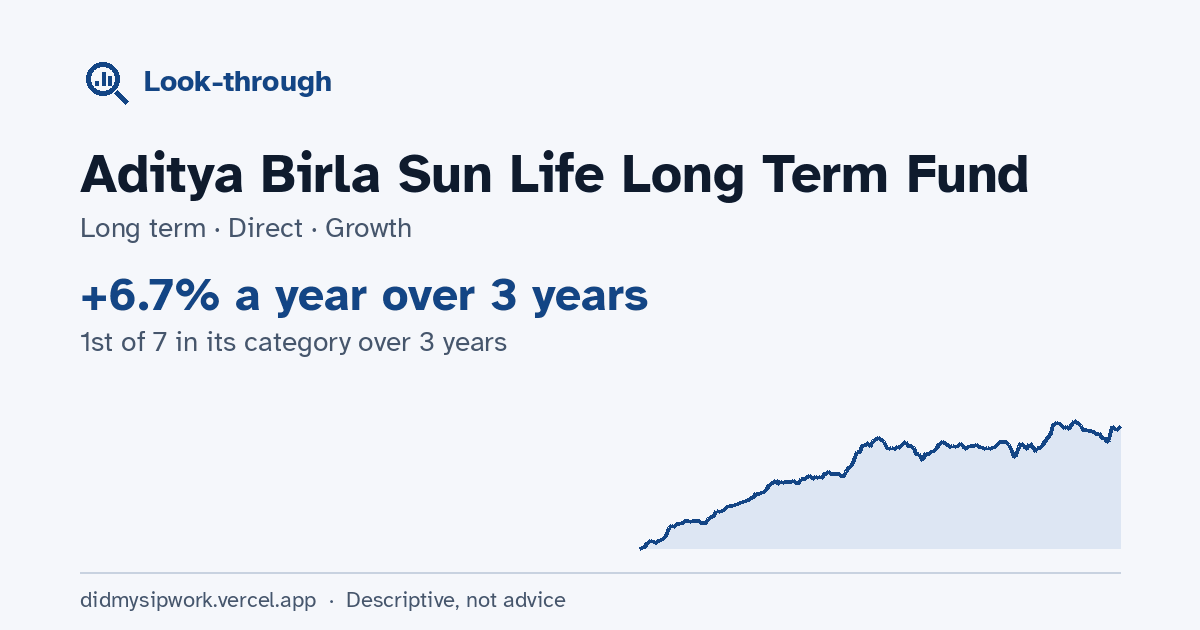 Look-through
Aditya Birla Sun Life Long Term Fund
Long term · Direct · Growth
+6.7% a year over 3 years
1st of 7 in its category over 3 years
didmysipwork.vercel.app · Descriptive, not advice